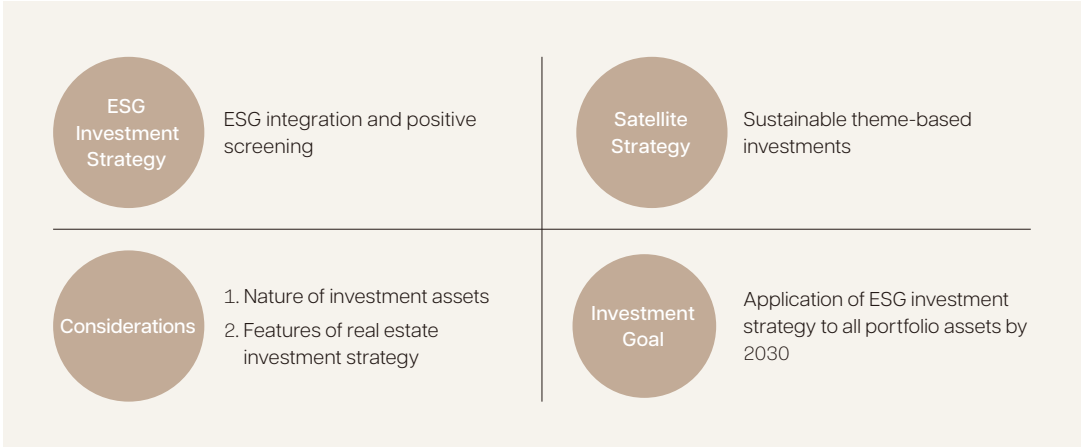 ESG
Investment
Strategy
ESG integration and positive
screening
Satellite
Strategy
Sustainable theme-based
investments
Considerations
1. Nature of investment assets
2. Features of real estate
investment strategy
Investment
Goal
Application of ESG investment
strategy to all portfolio assets by
2030